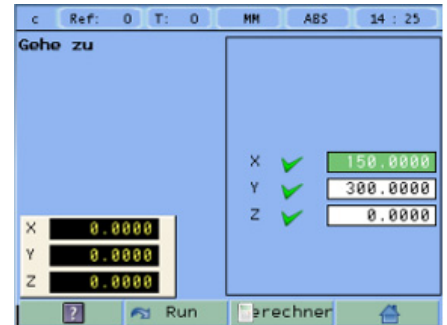 c Ref: 0 T: 0 MM ABS 14 : 25
Gehe zu
X 150.0000
Y 300.0000
Z 0.0000
X 0.0000
Y 0.0000
Z 0.0000
? Run erechner